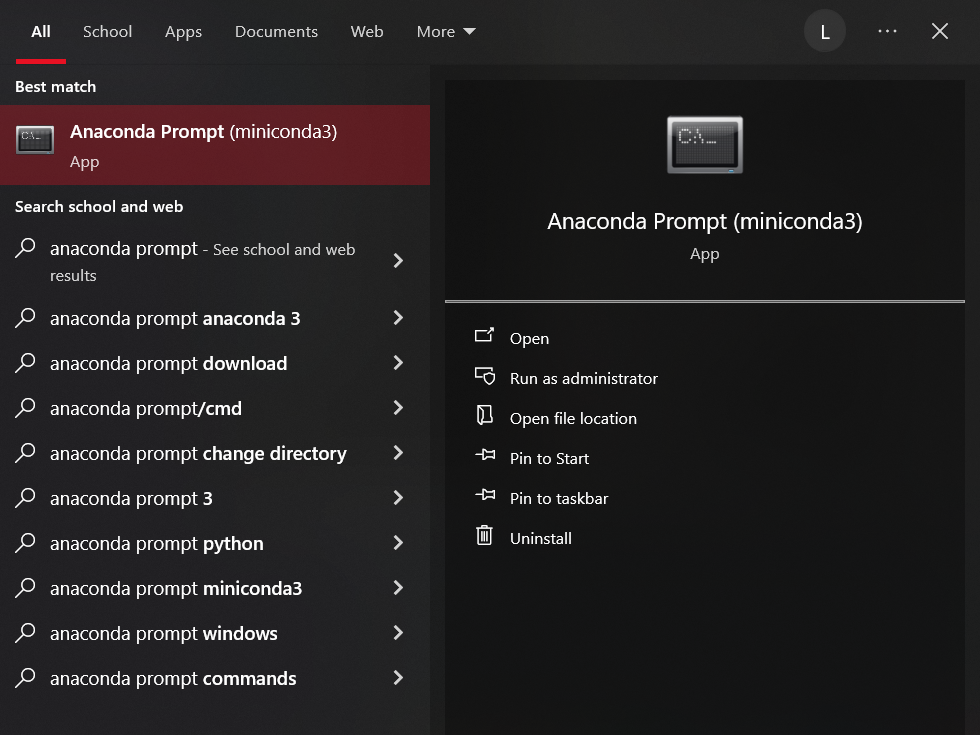 All School Apps Documents Web More L
Best match
Anaconda Prompt (miniconda3)
App
Search school and web
anaconda prompt - See school and web
results
anaconda prompt anaconda 3
anaconda prompt download
anaconda prompt/cmd
anaconda prompt change directory
anaconda prompt 3
anaconda prompt python
anaconda prompt miniconda3
anaconda prompt windows
anaconda prompt commands
C:\_
Anaconda Prompt (miniconda3)
App
Open
Run as administrator
Open file location
Pin to Start
Pin to taskbar
Uninstall